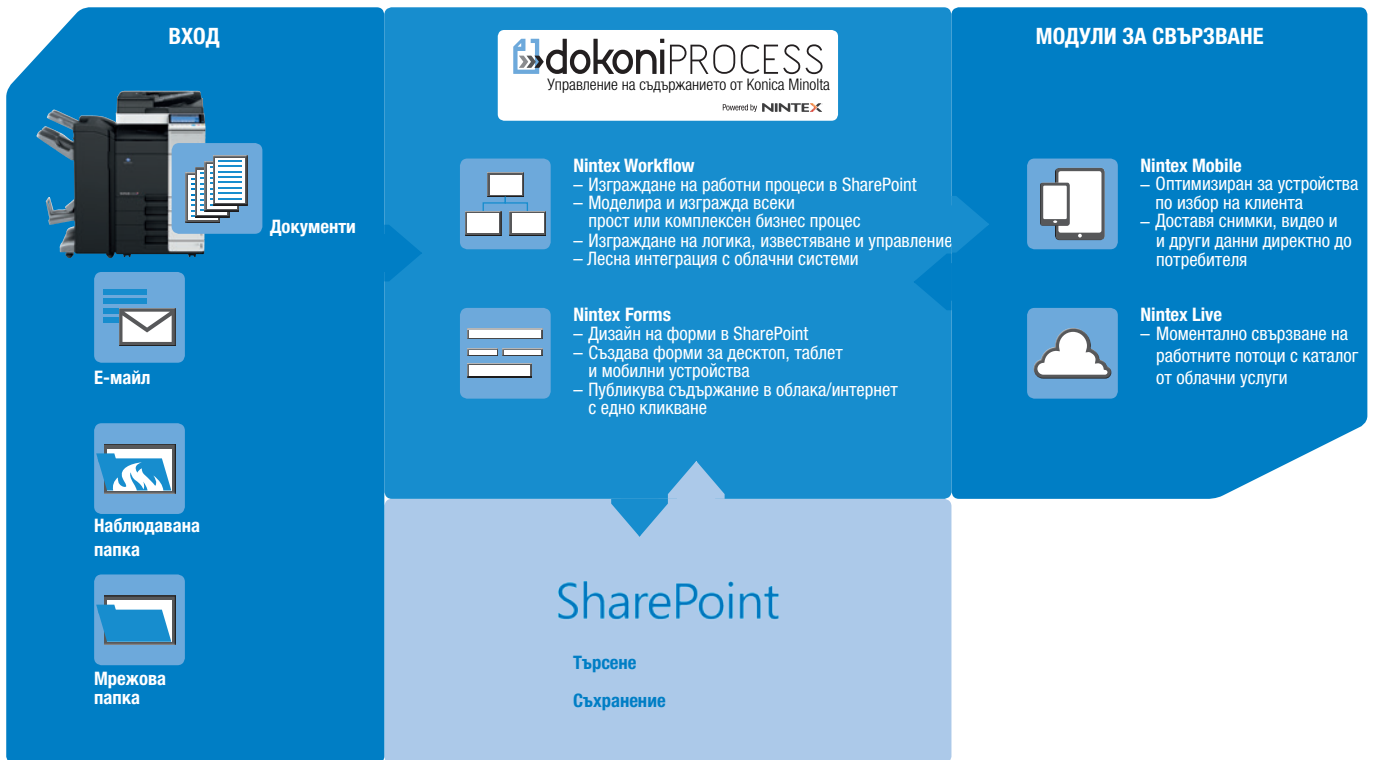 ВХОД
Документи
Е-майл
Наблюдавана
папка
Мрежова
папка
dokoniPROCESS
Управление на съдържанието от Konica Minolta
Powered by NINTEX
Nintex Workflow
– Изграждане на работни процеси в SharePoint
– Моделира и изгражда всеки
прост или комплексен бизнес процес
– Изграждане на логика, известяване и управление
– Лесна интеграция с облачни системи
Nintex Forms
– Дизайн на форми в SharePoint
– Създава форми за десктоп, таблет
и мобилни устройства
– Публикува съдържание в облака/интернет
с едно кликване
SharePoint
Търсене
Съхранение
МОДУЛИ ЗА СВЪРЗВАНЕ
Nintex Mobile
– Оптимизиран за устройства
по избор на клиента
– Доставя снимки, видео и
и други данни директно до
потребителя
Nintex Live
– Моментално свързване на
работните потоци с каталог
от облачни услуги